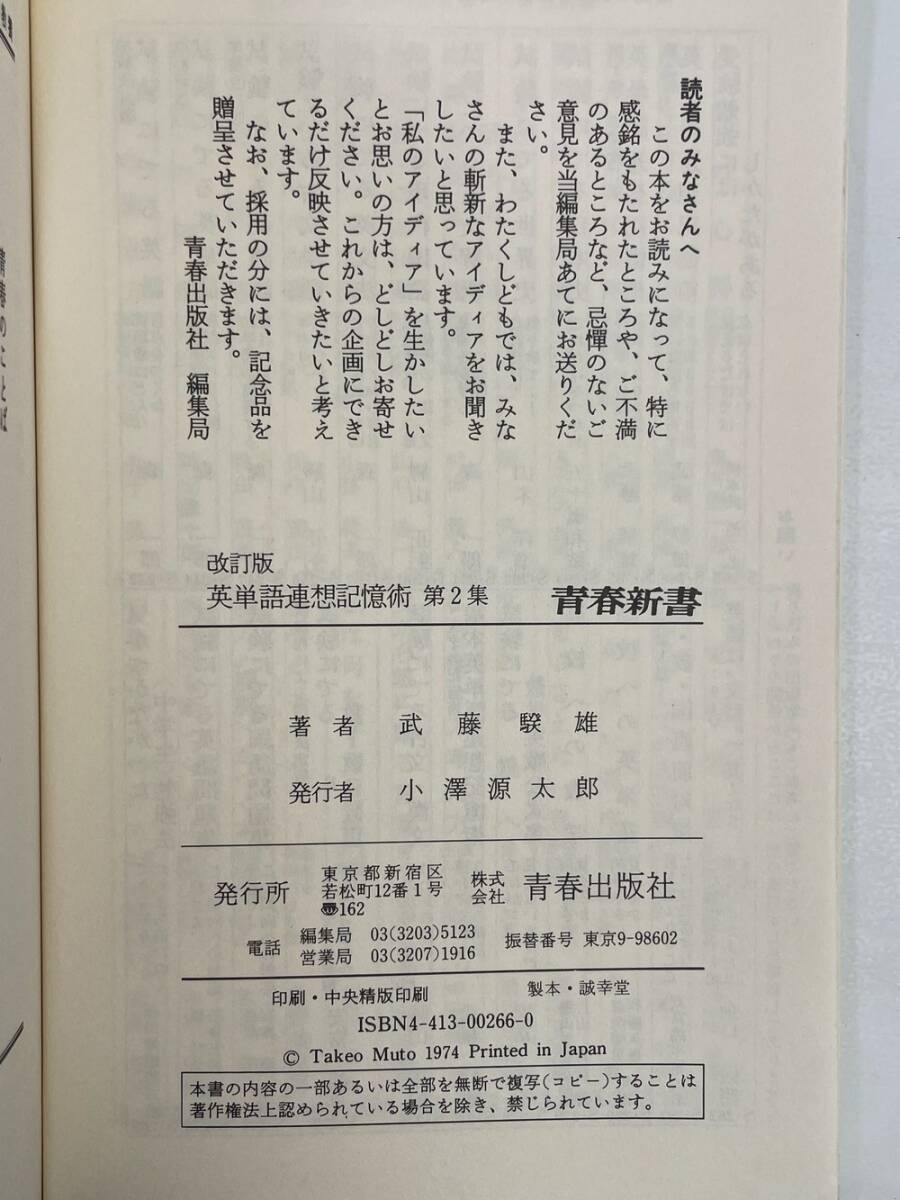 読者のみなさんへ
この本をお読みになって、特に
感銘をもたれたところや、ご不満
のあるところなど、忌憚のないご
意見を当編集局あてにお送りくだ
さい。
また、わたくしどもでは、みな
さんの斬新なアイディアをお聞き
したいと思っています。
「私のアイディア」を生かしたい
とお思いの方は、どしどしお寄せ
ください。これからの企画にでき
るだけ反映させていきたいと考え
ています。
なお、採用の分には、記念品を
贈呈させていただきます。
青春出版社 編集局
改訂版
英単語連想記憶術 第2集 青春新書
著者 武藤騤雄
発行者 小澤源太郎
発行所
東京都新宿区
若松町12番1号
〠162
株式会社 青春出版社
電話
編集局 03(3203)5123
営業局 03(3207)1916
振替番号 東京9-98602
印刷・中央精版印刷 製本・誠幸堂
ISBN4-413-00266-0
© Takeo Muto 1974 Printed in Japan
本書の内容の一部あるいは全部を無断で複写(コピー)することは
著作権法上認められている場合を除き、禁じられています。